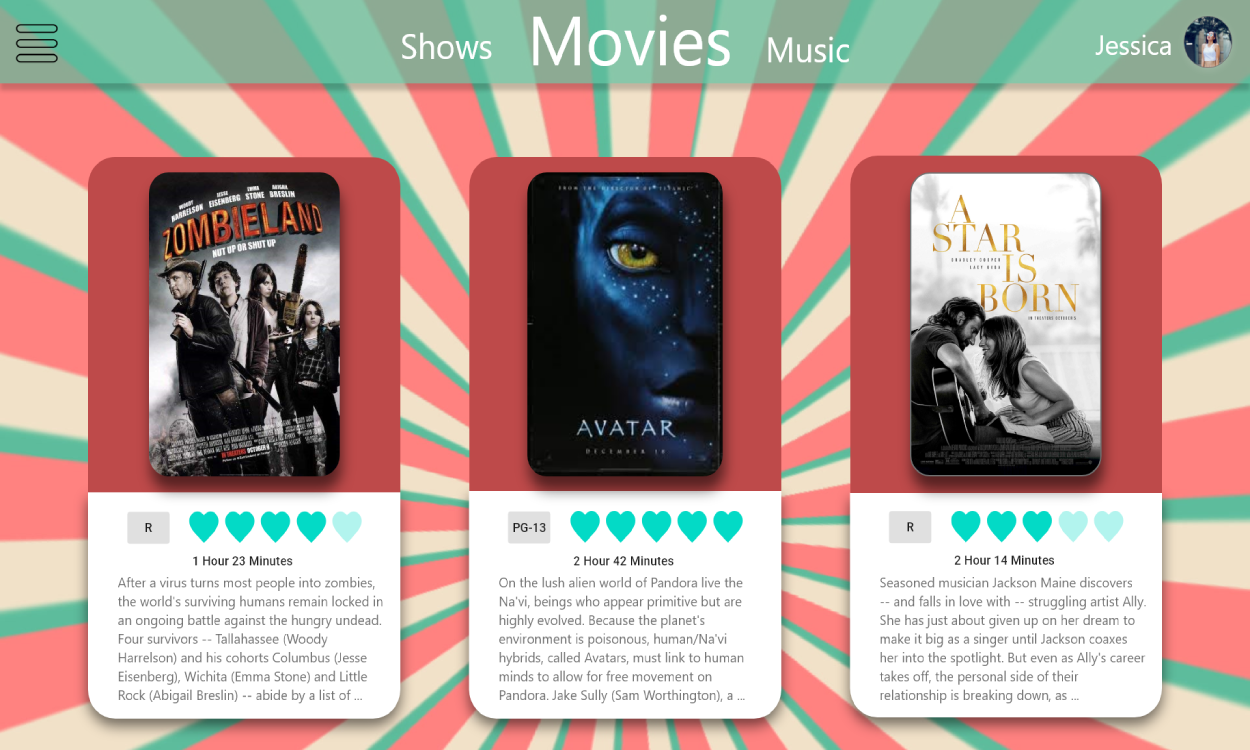 Shows Movies Music
Jessica
WOODY HARRELSON
JESSE EISENBERG
EMMA STONE
ABIGAIL BRESLIN
ZOMBIELAND
NUT UP OR SHUT UP
FROM THE DIRECTOR OF "TITANIC"
AVATAR
DECEMBER 18
A
STAR
BRADLEY COOPER
LADY GAGA
IS
BORN
R
1 Hour 23 Minutes
After a virus turns most people into zombies,
the world's surviving humans remain locked in
an ongoing battle against the hungry undead.
Four survivors -- Tallahassee (Woody
Harrelson) and his cohorts Columbus (Jesse
Eisenberg), Wichita (Emma Stone) and Little
Rock (Abigail Breslin) -- abide by a list of ...
PG-13
2 Hour 42 Minutes
On the lush alien world of Pandora live the
Na'vi, beings who appear primitive but are
highly evolved. Because the planet's
environment is poisonous, human/Na'vi
hybrids, called Avatars, must link to human
minds to allow for free movement on
Pandora. Jake Sully (Sam Worthington), a ...
R
2 Hour 14 Minutes
Seasoned musician Jackson Maine discovers
-- and falls in love with -- struggling artist Ally.
She has just about given up on her dream to
make it big as a singer until Jackson coaxes
her into the spotlight. But even as Ally's career
takes off, the personal side of their
relationship is breaking down, as ...